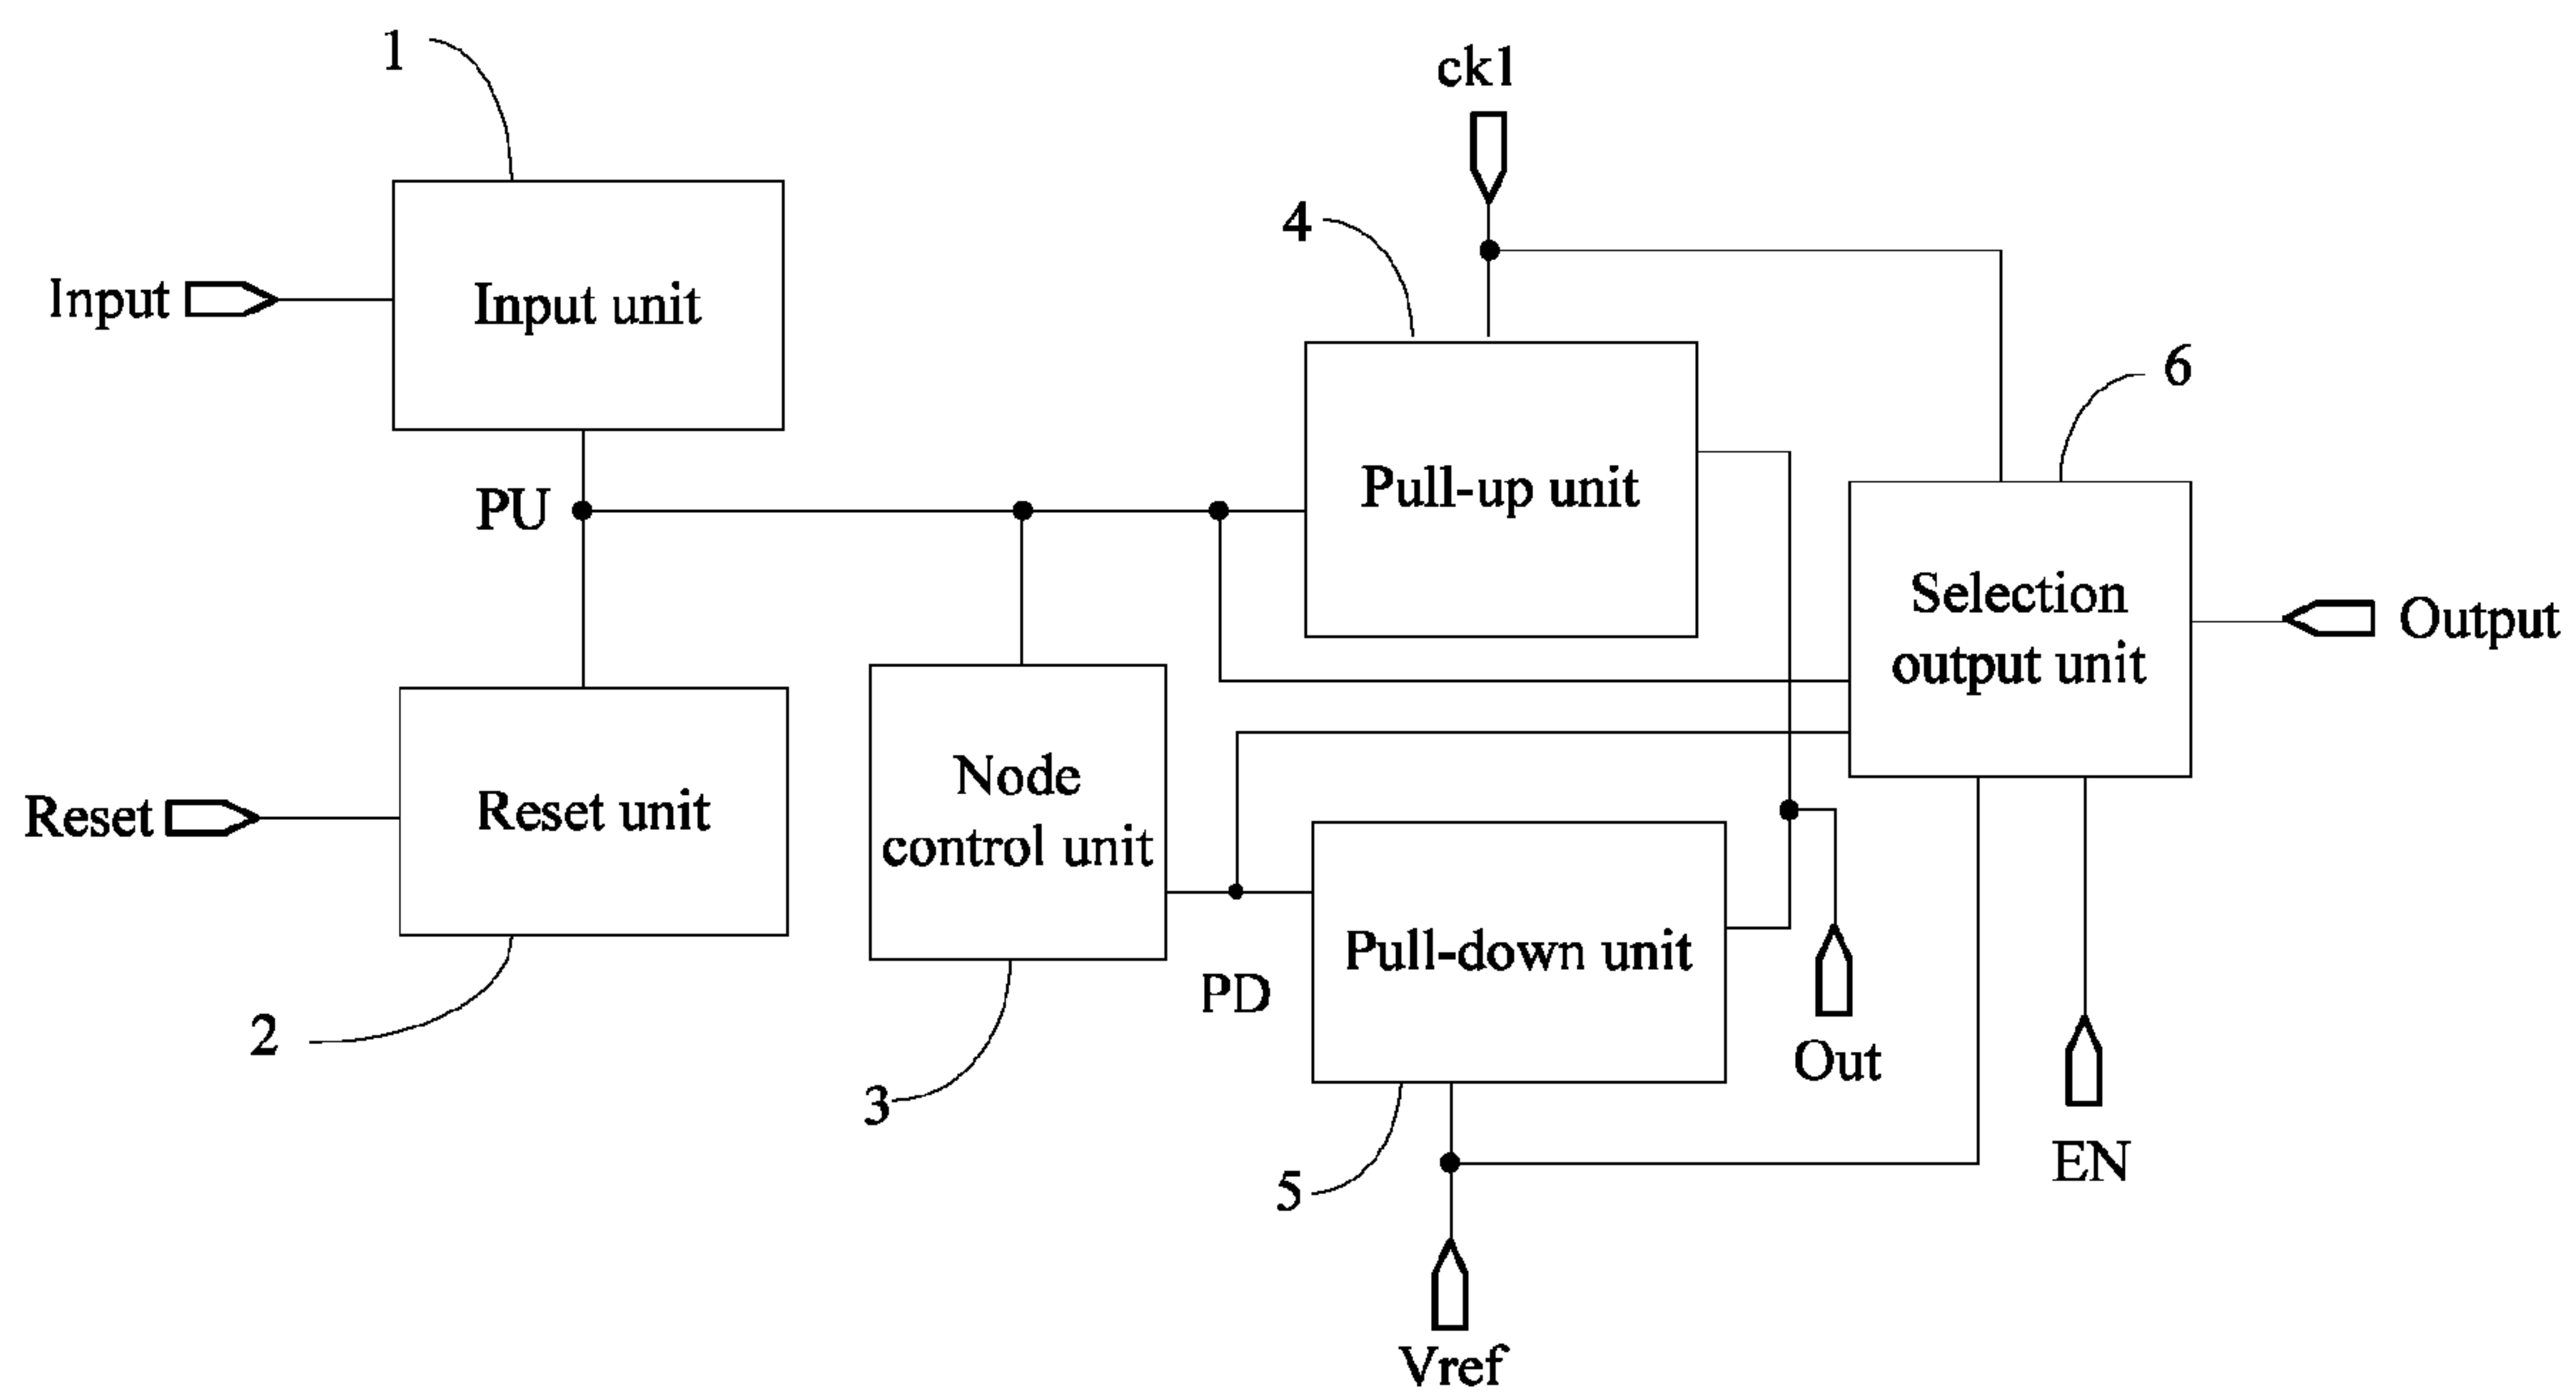 1
ck1
4
Input
Input unit
6
PU
Pull-up unit
Selection
output unit
Output
Node
control unit
Reset
Reset unit
Pull-down unit
PD
2
Out
3
EN
5
Vref